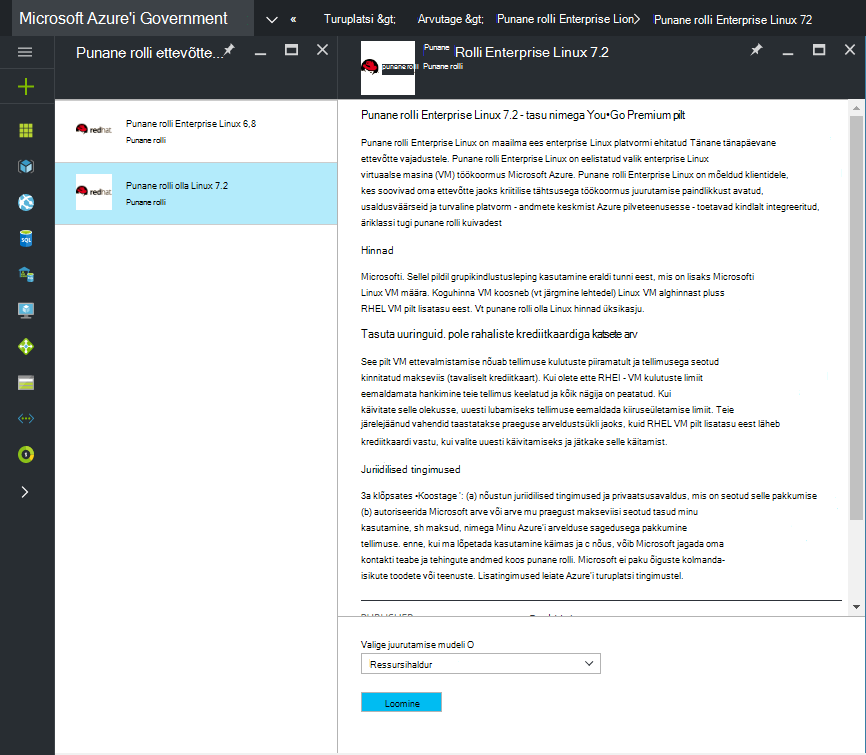 Microsoft Azure'i Government
«
Turuplatsi &gt;
Arvutage &gt;
Punane rolli Enterprise Lion
Punane rolli Enterprise Linux 72
Punane rolli ettevõtte...
Punane rolli Enterprise Linux 6,8
Punane rolli
redhat.
Punane rolli olla Linux 7.2
Punane rolli
redhat.
SQL
punane rolli
Punane
Rolli Enterprise Linux 7.2
Punane rolli
Punane rolli Enterprise Linux 7.2 - tasu nimega You•Go Premium pilt
Punane rolli Enterprise Linux on maailma ees enterprise Linux platvormi ehitatud Tänane tänapäevane
ettevõtte vajadustele. Punane rolli Enterprise Linux on eelistatud valik enterprise Linux
virtuaalse masina (VM) töökoormus Microsoft Azure. Punane rolli Enterprise Linux on mõeldud klientidele,
kes soovivad oma ettevõtte jaoks kriitilise tähtsusega töökoormus juurutamise paindlikkust avatud,
usaldusväärseid ja turvaline platvorm - andmete keskmist Azure pilveteenusesse - toetavad kindlalt integreeritud,
äriklassi tugi punane rolli kuivadest
Hinnad
Microsofti. Sellel pildil grupikindlustusleping kasutamine eraldi tunni eest, mis on lisaks Microsofti
Linux VM määra. Koguhinna VM koosneb (vt järgmine lehtedel) Linux VM alghinnast pluss
RHEL VM pilt lisatasu eest. Vt punane rolli olla Linux hinnad üksikasju.
Tasuta uuringuid. pole rahaliste krediitkaardiga katsete arv
See pilt VM ettevalmistamise nõuab tellimuse kulutuste piiramatult ja tellimusega seotud
kinnitatud makseviis (tavaliselt krediitkaart). Kui olete ette RHEI - VM kulutuste limiit
eemaldamata hankimine teie tellimus keelatud ja kõik nägija on peatatud. Kui
käivitate selle olekusse, uuesti lubamiseks tellimuse eemaldada kiiruseületamise limiit. Teie
järelejäänud vahendid taastatakse praeguse arveldustsükli jaoks, kuid RHEL VM pilt lisatasu eest läheb
krediitkaardi vastu, kui valite uuesti käivitamiseks ja jätkake selle käitamist.
Juriidilised tingimused
3a klõpsates •Koostage ': (a) nõustun juriidilised tingimused ja privaatsusavaldus, mis on seotud selle pakkumise
(b) autoriseerida Microsoft arve või arve mu praegust makseviisi seotud tasud minu
kasutamine, sh maksud, nimega Minu Azure'i arvelduse sagedusega pakkumine
tellimuse. enne, kui ma lõpetada kasutamine käimas ja c nõus, võib Microsoft jagada oma
kontakti teabe ja tehingute andmed koos punane rolli. Microsoft ei paku õiguste kolmanda-
isikute toodete või teenuste. Lisatingimused leiate Azure'i turuplatsi tingimustel.
Valige juurutamise mudeli O
Ressursihaldur
Loomine